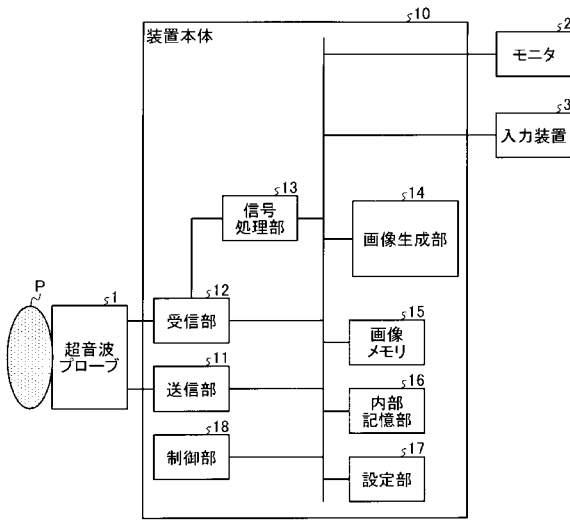 10
装置本体
2
モニタ
3
入力装置
13
信号
処理部
14
画像生成部
P
1
超音波
プローブ
12
受信部
15
画像
メモリ
11
送信部
16
内部
記憶部
18
制御部
17
設定部